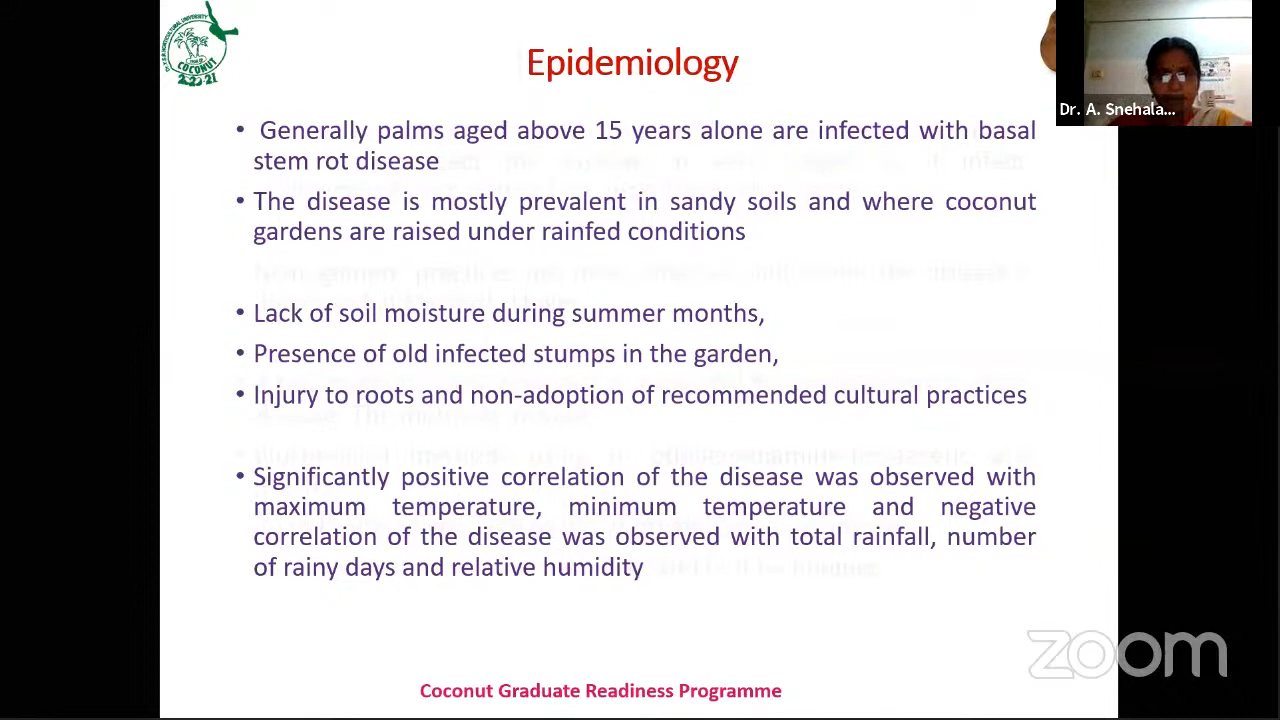 Epidemiology
Dr. A. Snehala...
• Generally palms aged above 15 years alone are infected with basal
stem rot disease
• The disease is mostly prevalent in sandy soils and where coconut
gardens are raised under rainfed conditions
• Lack of soil moisture during summer months,
• Presence of old infected stumps in the garden,
• Injury to roots and non-adoption of recommended cultural practices
• Significantly positive correlation of the disease was observed with
maximum temperature, minimum temperature and negative
correlation of the disease was observed with total rainfall, number
of rainy days and relative humidity
zoom
Coconut Graduate Readiness Programme
COCONUT